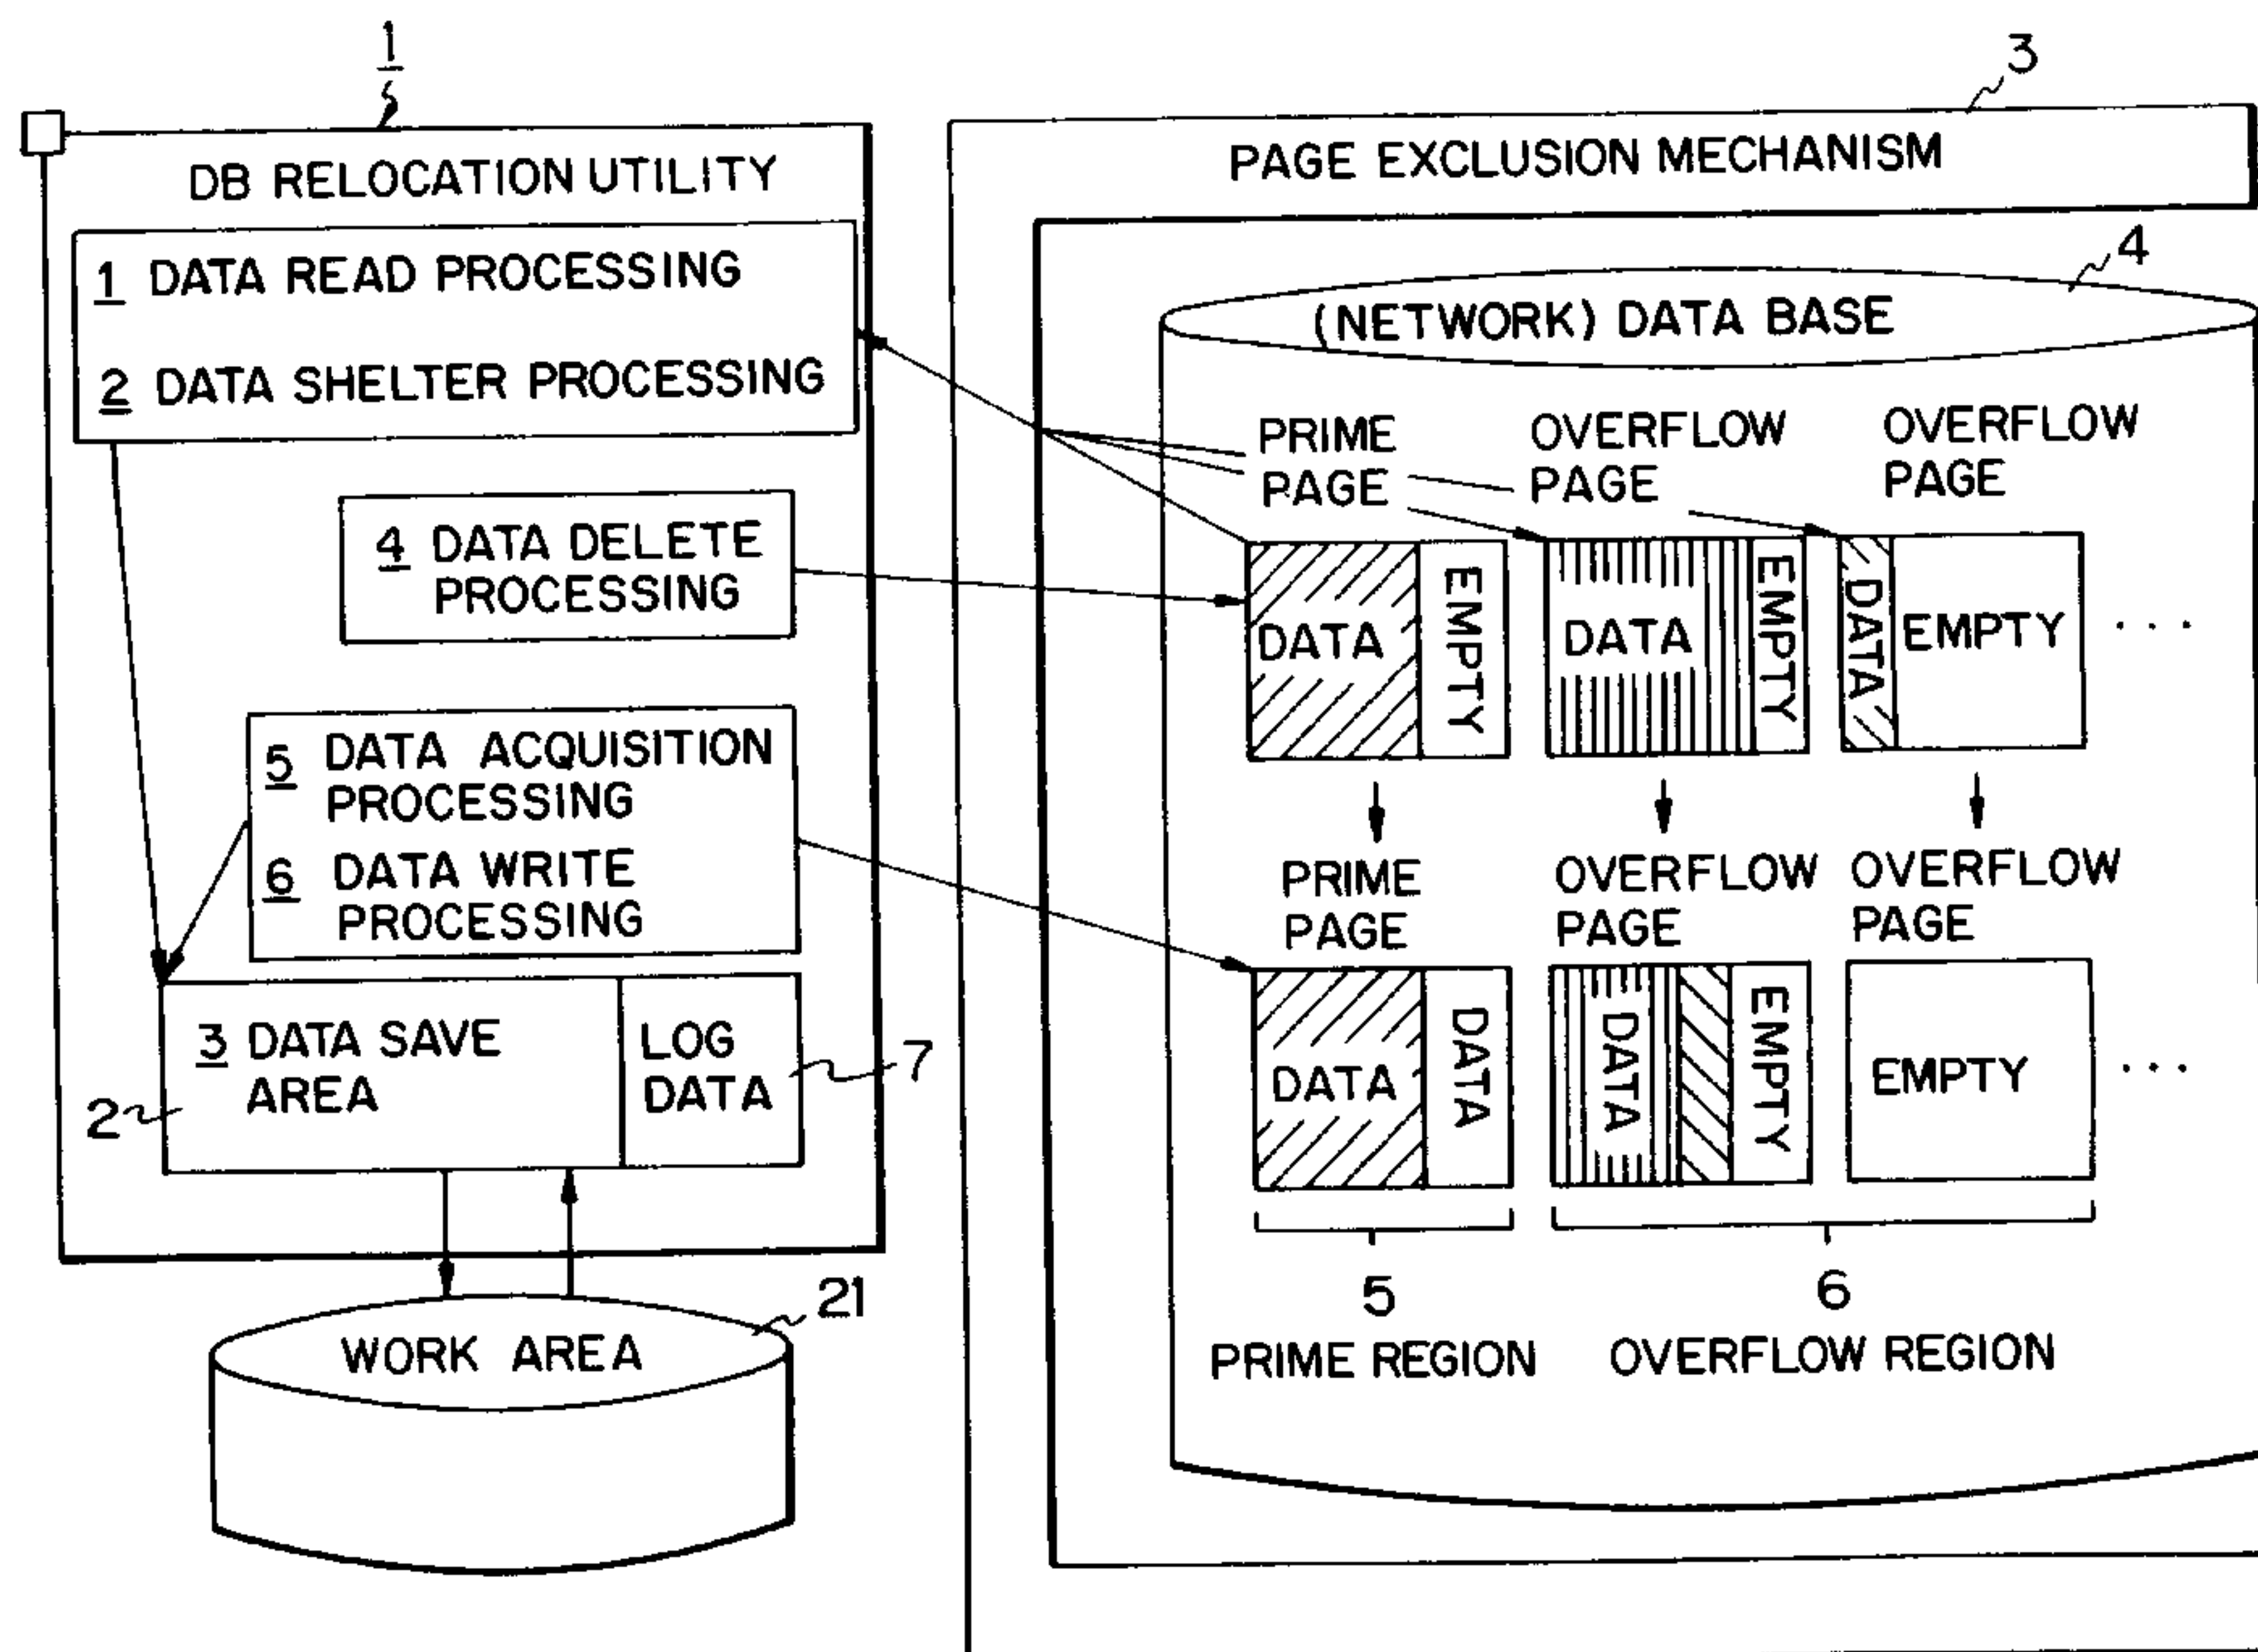 1
DB RELOCATION UTILITY
1 DATA READ PROCESSING
2 DATA SHELTER PROCESSING
4 DATA DELETE
PROCESSING
5 DATA ACQUISITION
PROCESSING
6 DATA WRITE
PROCESSING
3 DATA SAVE
AREA
LOG
DATA
7
2
21
WORK AREA
3
PAGE EXCLUSION MECHANISM
4
(NETWORK) DATA BASE
PRIME
PAGE
OVERFLOW
PAGE
OVERFLOW
PAGE
DATA
EMPTY
DATA
EMPTY
DATA
EMPTY
...
PRIME
PAGE
OVERFLOW
PAGE
OVERFLOW
PAGE
DATA
DATA
DATA
EMPTY
EMPTY
...
5
PRIME REGION
6
OVERFLOW REGION